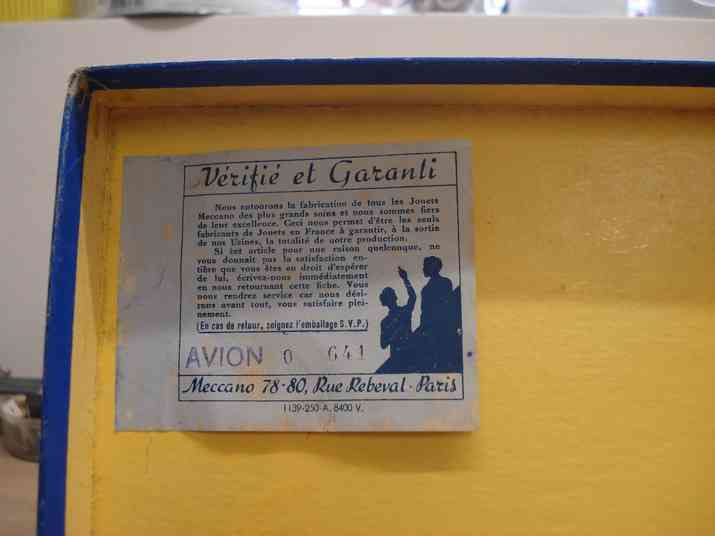 Vérifié et Garanti
Nous entourons la fabrication de tous les Jouets
Meccano des plus grands soins et nous sommes fiers
de leur excellence. Ceci nous permet d'être les seuls
fabricants de Jouets en France à garantir, à la sortie
de nos Usines, la totalité de notre production.
Si cet article pour une raison quelconque, ne
vous donnait pas la satisfaction en-
tière que vous êtes en droit d'espérer
de lui, écrivez-nous immédiatement
en nous retournant cette fiche. Vous
nous rendrez service car nous dési-
rons avant tout, vous satisfaire plei-
nement.
(En cas de retour, soignez l'emballage S.V.P.)
AVION 0 641
Meccano 78-80, Rue Rebeval - Paris
1139-250-A. 8400 V.